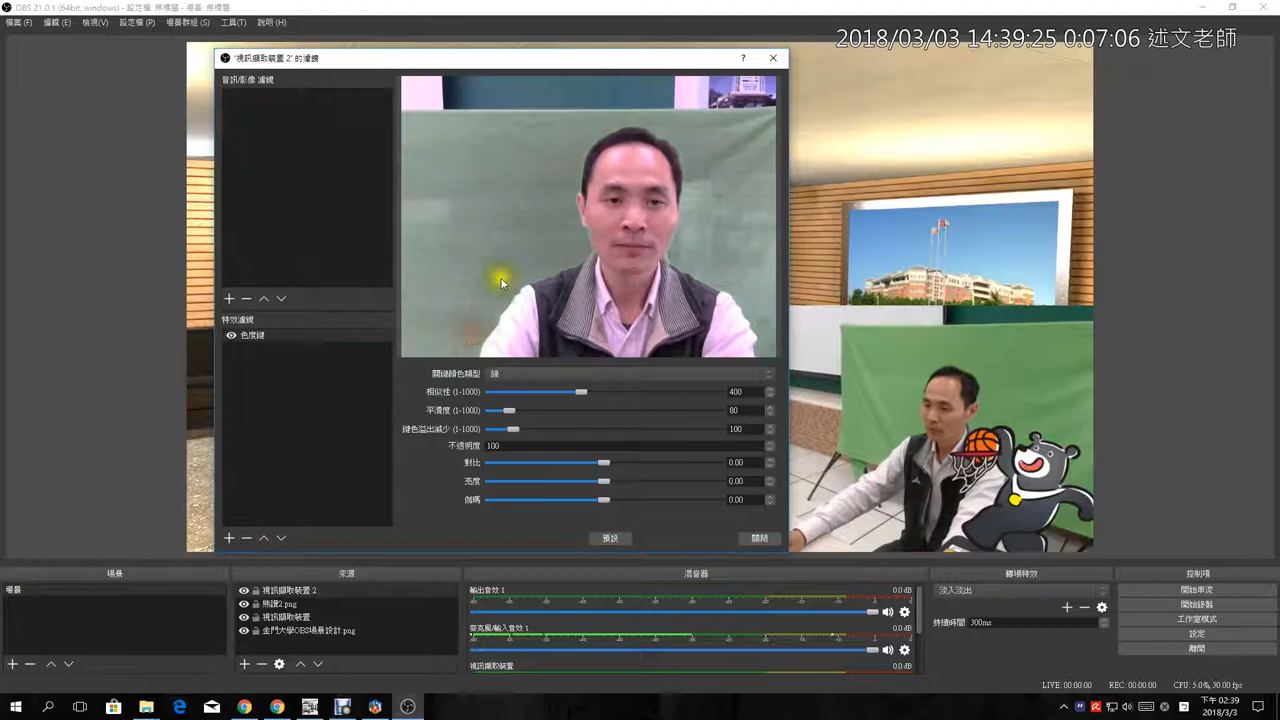 OBS 21.0.1 (64bit, windows) - 設定檔: 無標題 - 場景: 無標題
檔案 (F) 編輯 (E) 檢視(V) 設定檔 (P) 場景群組 (S) 工具(T) 說明 (H)
2018/03/03 14:39:25 0:07:06 述文老師
'視訊擷取裝置 2' 的濾鏡
音訊/影像 濾鏡
特效濾鏡
色度鍵
關鍵顏色類型 綠
相似性 (1-1000) 400
平滑度 (1-1000) 80
鍵色溢出減少 (1-1000) 100
不透明度 100
對比 0.00
亮度 0.00
伽瑪 0.00
預設 關閉
場景 來源 混音器 轉場特效 控制項
場景
視訊擷取裝置 2
熊讚2.png
視訊擷取裝置
金門大學OBS場景設計.png
輸出音效 1 0.0 dB
麥克風/輸入音效 1 0.0 dB
視訊擷取裝置 0.0 dB
淡入淡出
持續時間 300ms
開始串流
開始錄製
工作室模式
設定
離開
LIVE: 00:00:00 REC: 00:00:00 CPU: 5.0%, 30.00 fps
下午 02:39
2018/3/3